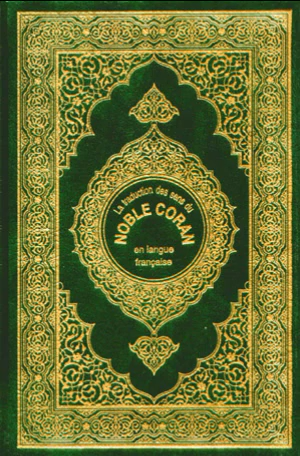 La traduction des sens du
NOBLE CORAN
en langue
française